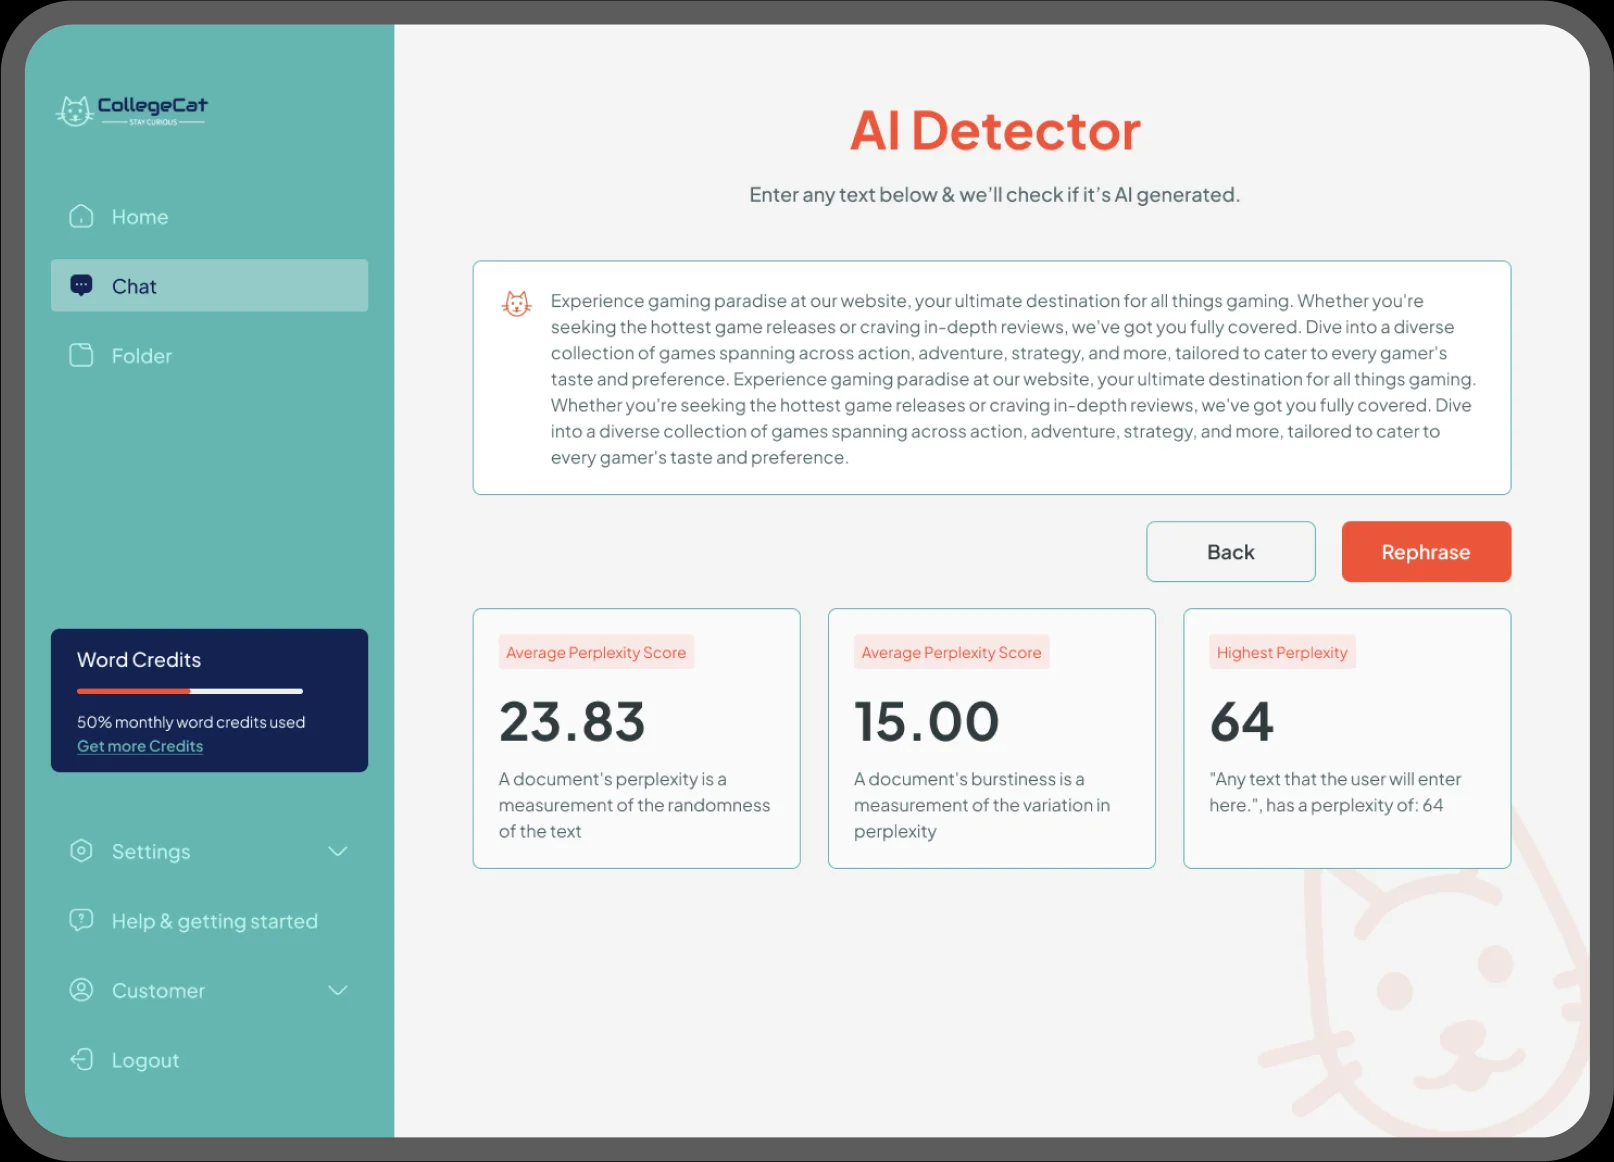 CollegeCat
STAY CURIOUS
Home
Chat
Folder
Word Credits
50% monthly word credits used
Get more Credits
Settings
Help & getting started
Customer
Logout
AI Detector
Enter any text below & we’ll check if it’s AI generated.
Experience gaming paradise at our website, your ultimate destination for all things gaming. Whether you're
seeking the hottest game releases or craving in-depth reviews, we've got you fully covered. Dive into a diverse
collection of games spanning across action, adventure, strategy, and more, tailored to cater to every gamer's
taste and preference. Experience gaming paradise at our website, your ultimate destination for all things gaming.
Whether you're seeking the hottest game releases or craving in-depth reviews, we've got you fully covered. Dive
into a diverse collection of games spanning across action, adventure, strategy, and more, tailored to cater to
every gamer's taste and preference.
Back
Rephrase
Average Perplexity Score
23.83
A document's perplexity is a
measurement of the randomness
of the text
Average Perplexity Score
15.00
A document's burstiness is a
measurement of the variation in
perplexity
Highest Perplexity
64
"Any text that the user will enter
here.", has a perplexity of: 64